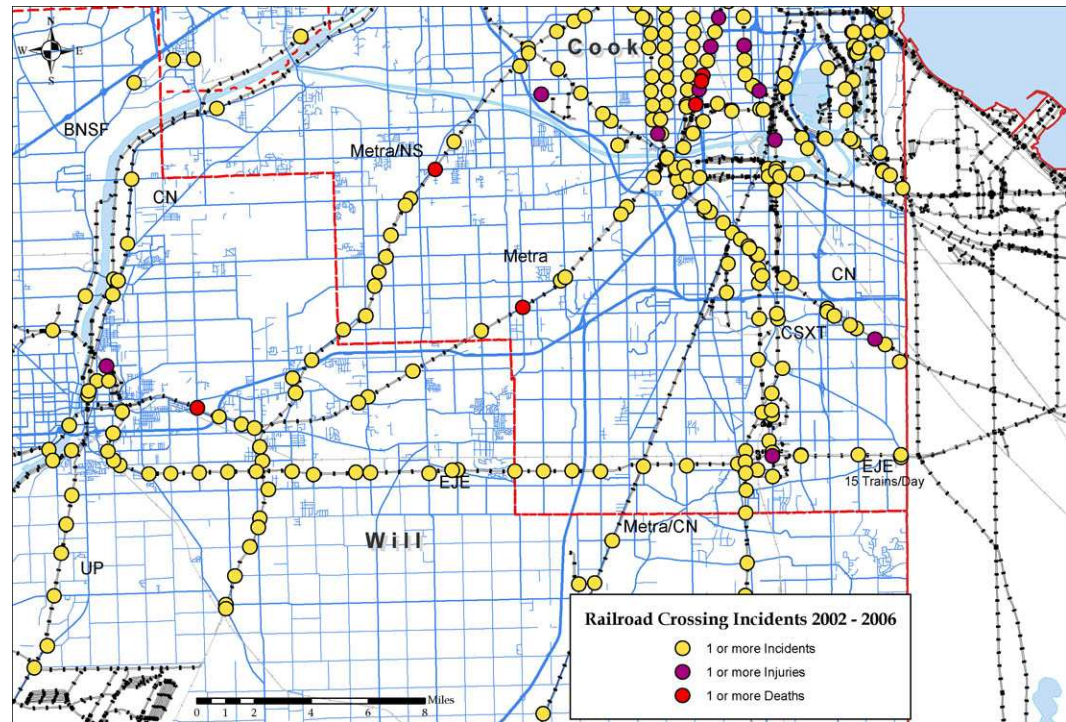 N
W E
S
Cook
BNSF
Metra/NS
CN
Metra
CN
CSXT
EJE
EJE
15 Trains/Day
Metra/CN
Will
UP
Railroad Crossing Incidents 2002 - 2006
1 or more Incidents
1 or more Injuries
1 or more Deaths
Miles
0 1 2 4 6 8